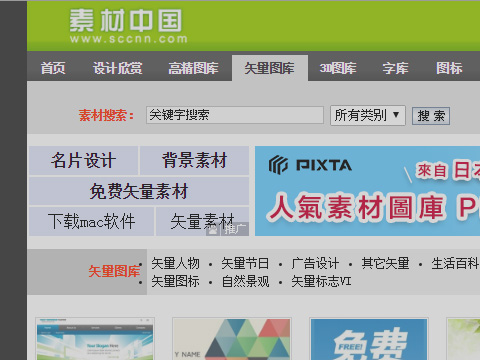 素材中国
www.sccnn.com
首页 设计欣赏 高精图库 矢量图库 3D图库 字库 图标
素材搜索： 关键字搜索 所有类别 搜 索
名片设计 背景素材
免费矢量素材
下载mac软件 矢量素材
推广
PIXTA
來自日本
人氣素材圖庫 P
矢量图库
• 矢量人物 • 矢量节日 • 广告设计 • 其它矢量 • 生活百科
• 矢量图标 • 自然景观 • 矢量标志VI
Y NAME
免费
FREE!